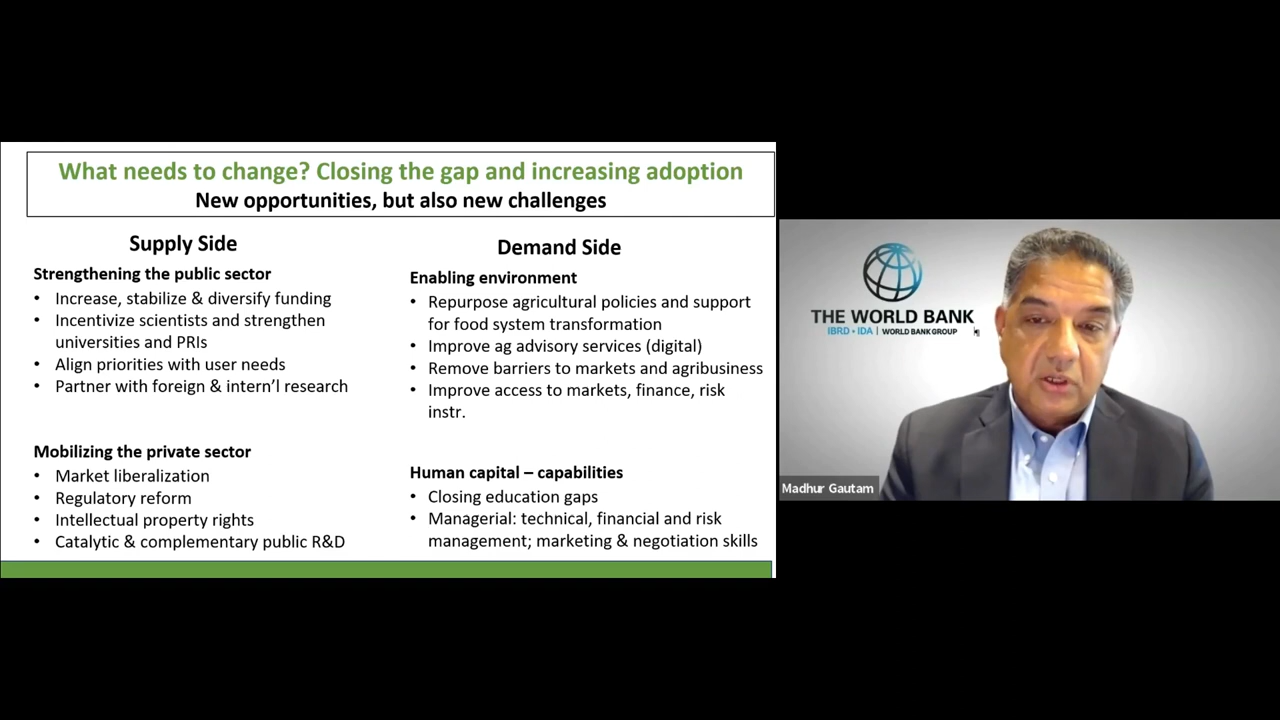 What needs to change? Closing the gap and increasing adoption
New opportunities, but also new challenges
Supply Side
Strengthening the public sector
• Increase, stabilize & diversify funding
• Incentivize scientists and strengthen
universities and PRIs
• Align priorities with user needs
• Partner with foreign & intern’l research
Mobilizing the private sector
• Market liberalization
• Regulatory reform
• Intellectual property rights
• Catalytic & complementary public R&D
Demand Side
Enabling environment
• Repurpose agricultural policies and support
for food system transformation
• Improve ag advisory services (digital)
• Remove barriers to markets and agribusiness
• Improve access to markets, finance, risk
instr.
Human capital – capabilities
• Closing education gaps
• Managerial: technical, financial and risk
management; marketing & negotiation skills
THE WORLD BANK
IBRD • IDA | WORLD BANK GROUP
Madhur Gautam